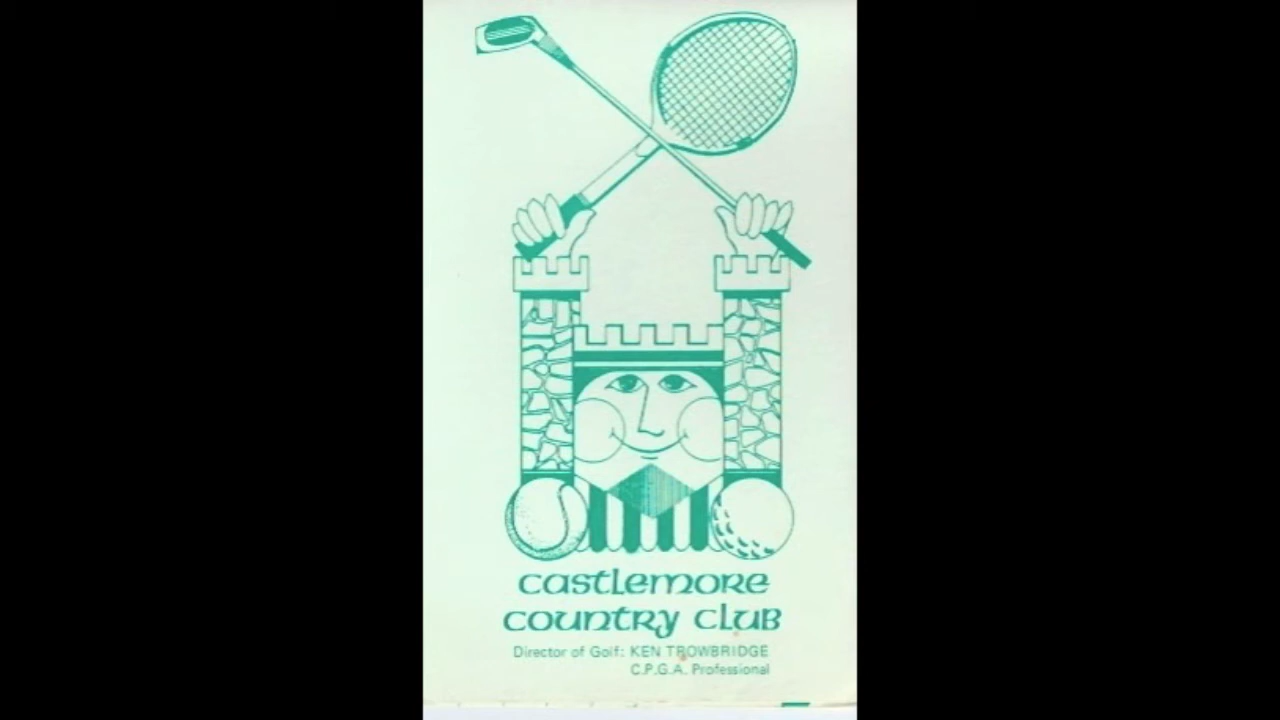 Castlemore
Country Club
Director of Golf: KEN TROWBRIDGE
C.P.G.A. Professional